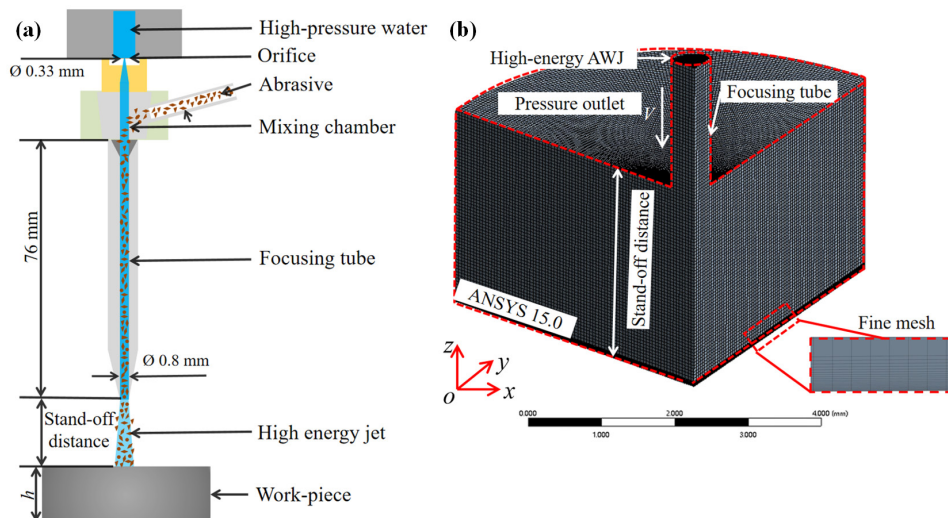 (a)
High-pressure water
Orifice
Ø 0.33 mm
Abrasive
Mixing chamber
76 mm
Focusing tube
Ø 0.8 mm
Stand-off
distance
High energy jet
h
Work-piece
(b)
High-energy AWJ
Pressure outlet
V
Focusing tube
Stand-off distance
ANSYS 15.0
Fine mesh
z
y
o
x
0.000
2.000
4.000 (mm)
1.000
3.000